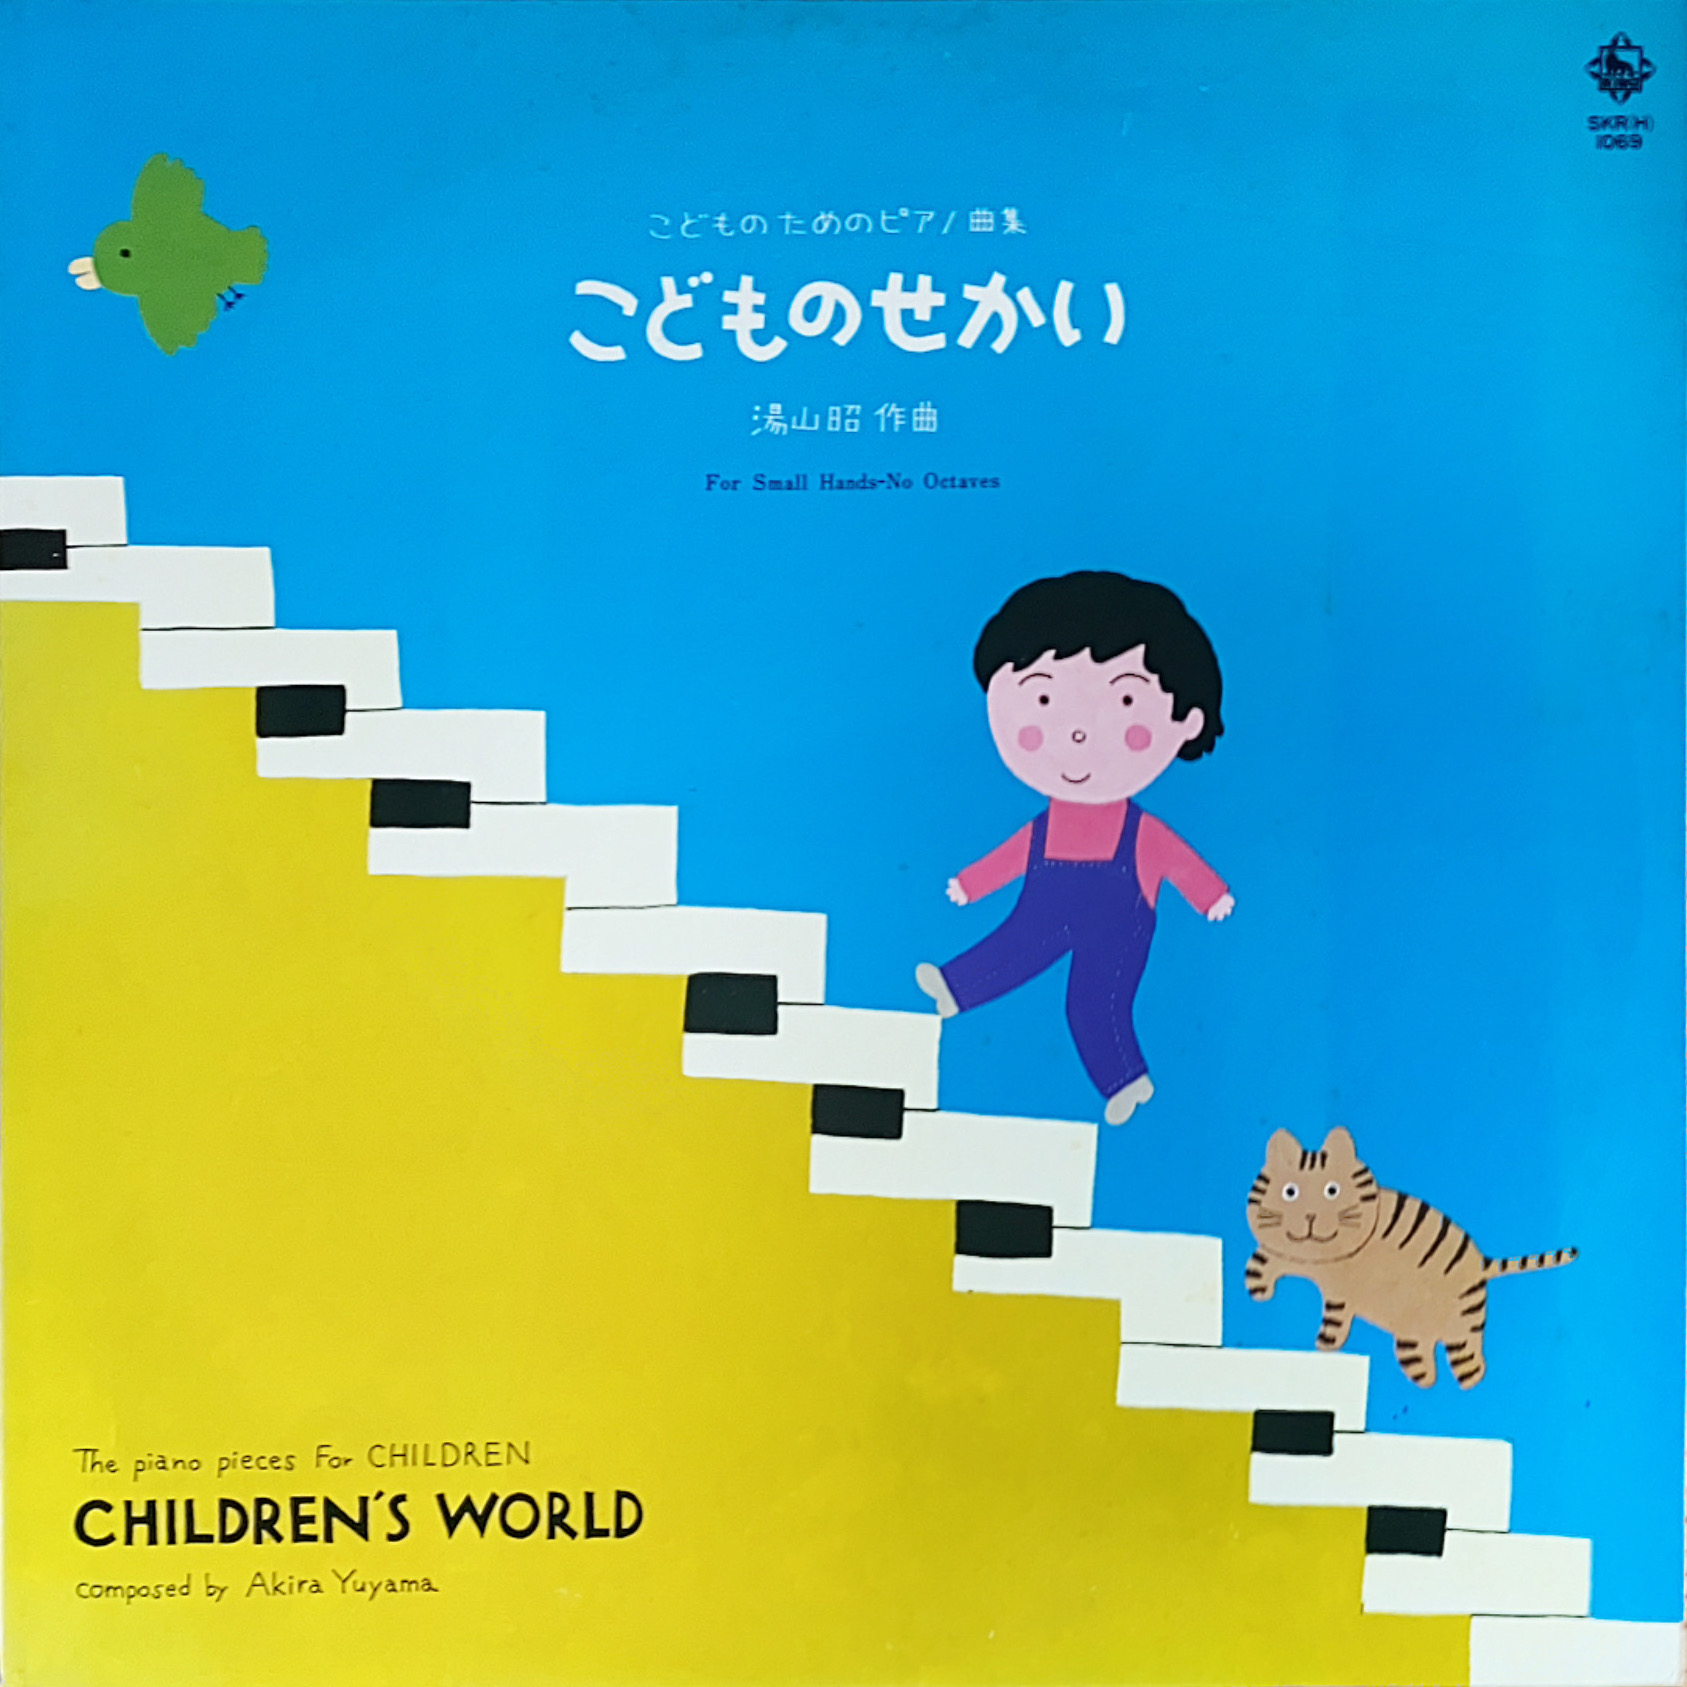 SKR(H)
1069
こどものためのピアノ曲集
こどものせかい
湯山昭 作曲
For Small Hands-No Octaves
The piano pieces For CHILDREN
CHILDREN'S WORLD
composed by Akira Yuyama